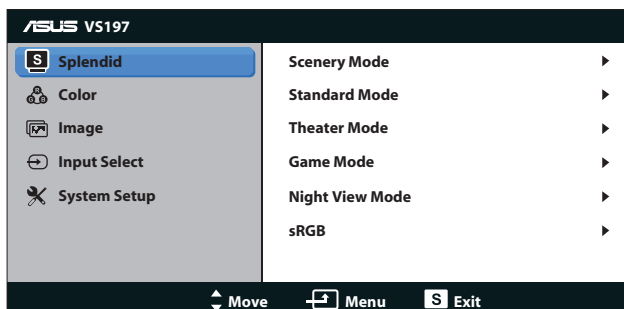 ASUS VS197
S Splendid
Color
Image
Input Select
System Setup
Scenery Mode
Standard Mode
Theater Mode
Game Mode
Night View Mode
sRGB
Move Menu S Exit